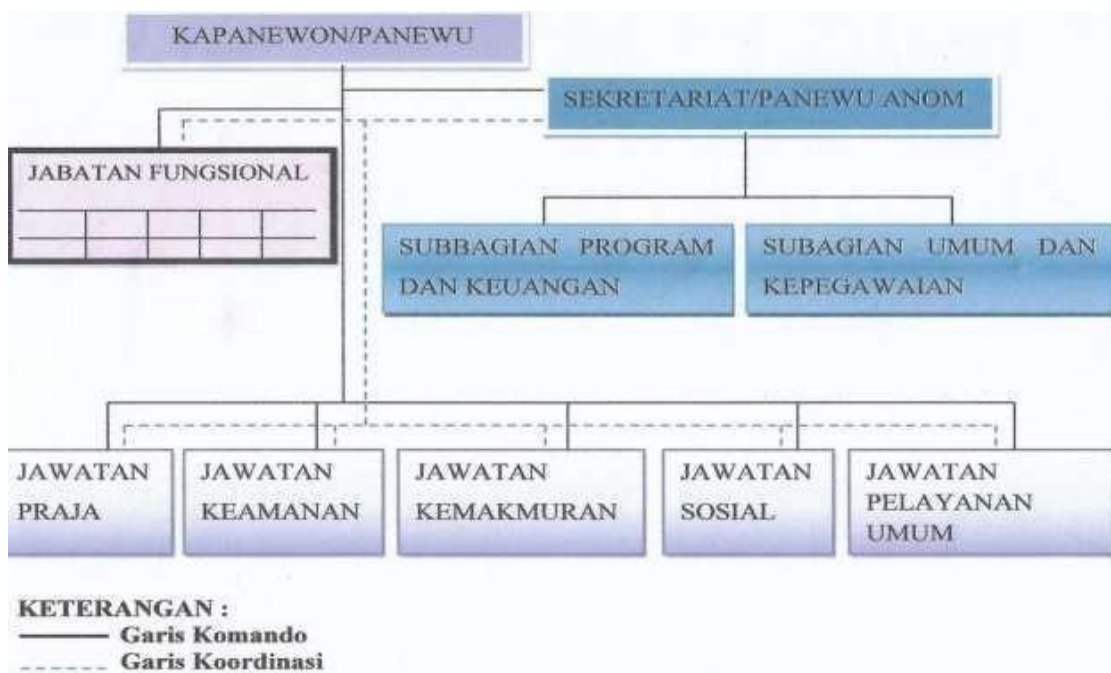 KAPANEWON/PANEWU
SEKRETARIAT/PANEWU ANOM
JABATAN FUNGSIONAL
SUBBAGIAN PROGRAM
DAN KEUANGAN
SUBAGIAN UMUM DAN
KEPEGAWAIAN
JAWATAN
PRAJA
JAWATAN
KEAMANAN
JAWATAN
KEMAKMURAN
JAWATAN
SOSIAL
JAWATAN
PELAYANAN
UMUM
KETERANGAN :
Garis Komando
Garis Koordinasi